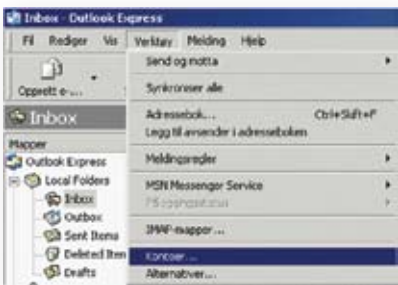 Inbox - Outlook Express
Fil Rediger Vis Verktøy Melding Hjelp
Opprett e-...
Send og motta
Synkroniser alle
Adressebok... Ctrl+Skift+F
Legg til avsender i adresseboken
Meldingsregler
MSN Messenger Service
IMAP-mapper...
Kontoer...
Alternativer...
Inbox
Mapper
Outlook Express
Local Folders
Inbox
Outbox
Sent Items
Deleted Item
Drafts